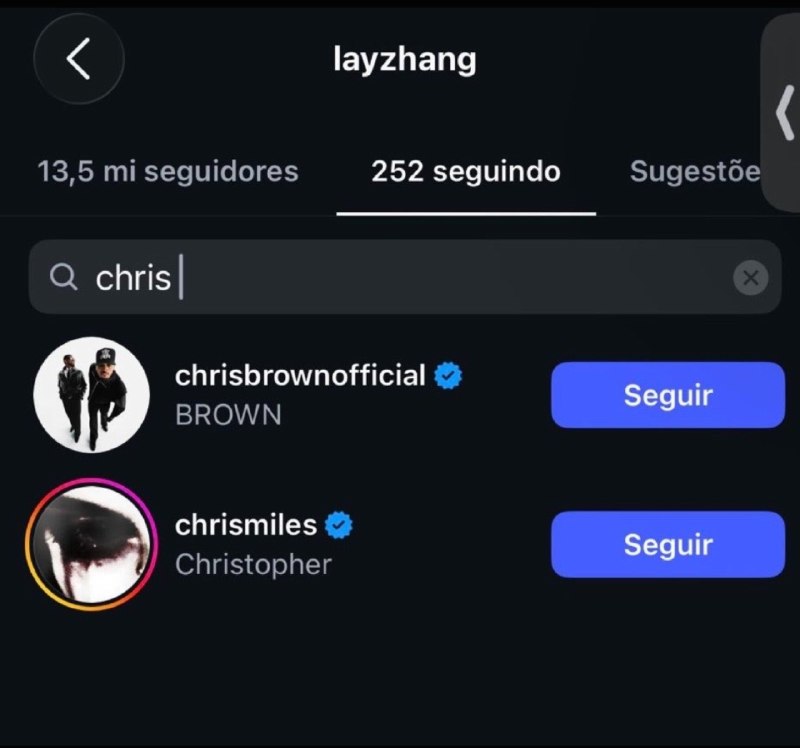 layzhang
13,5 mi seguidores 252 seguindo Sugestõe
chris
chrisbrownofficial Seguir
BROWN
chrismiles Seguir
Christopher